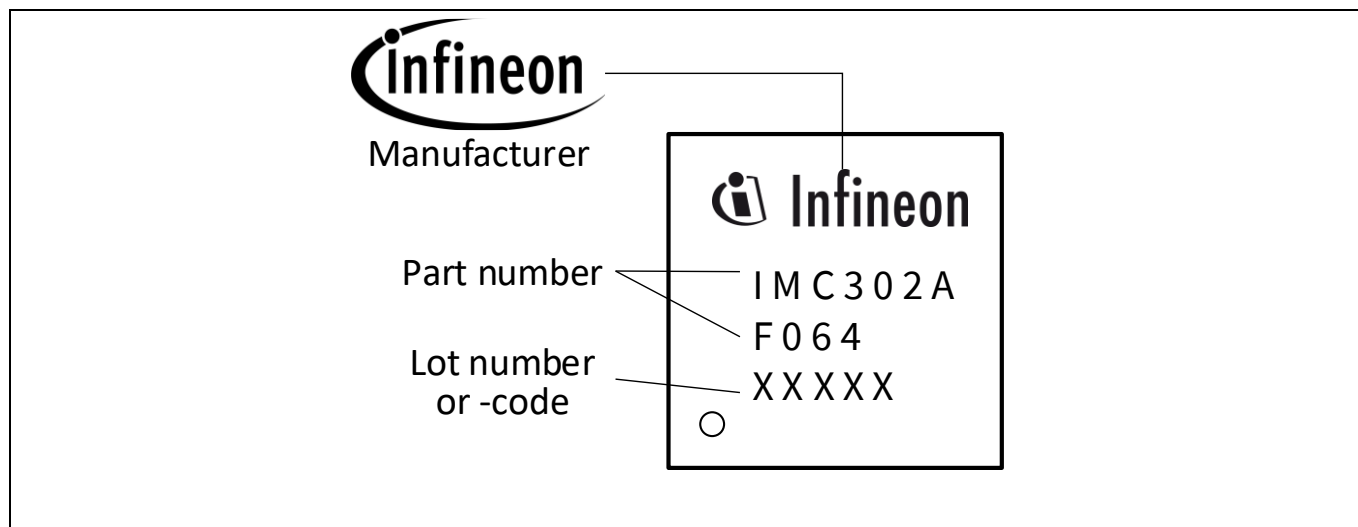 infineon
Manufacturer
Infineon
Part number
IMC302A
F064
Lot number
or -code
XXXXX